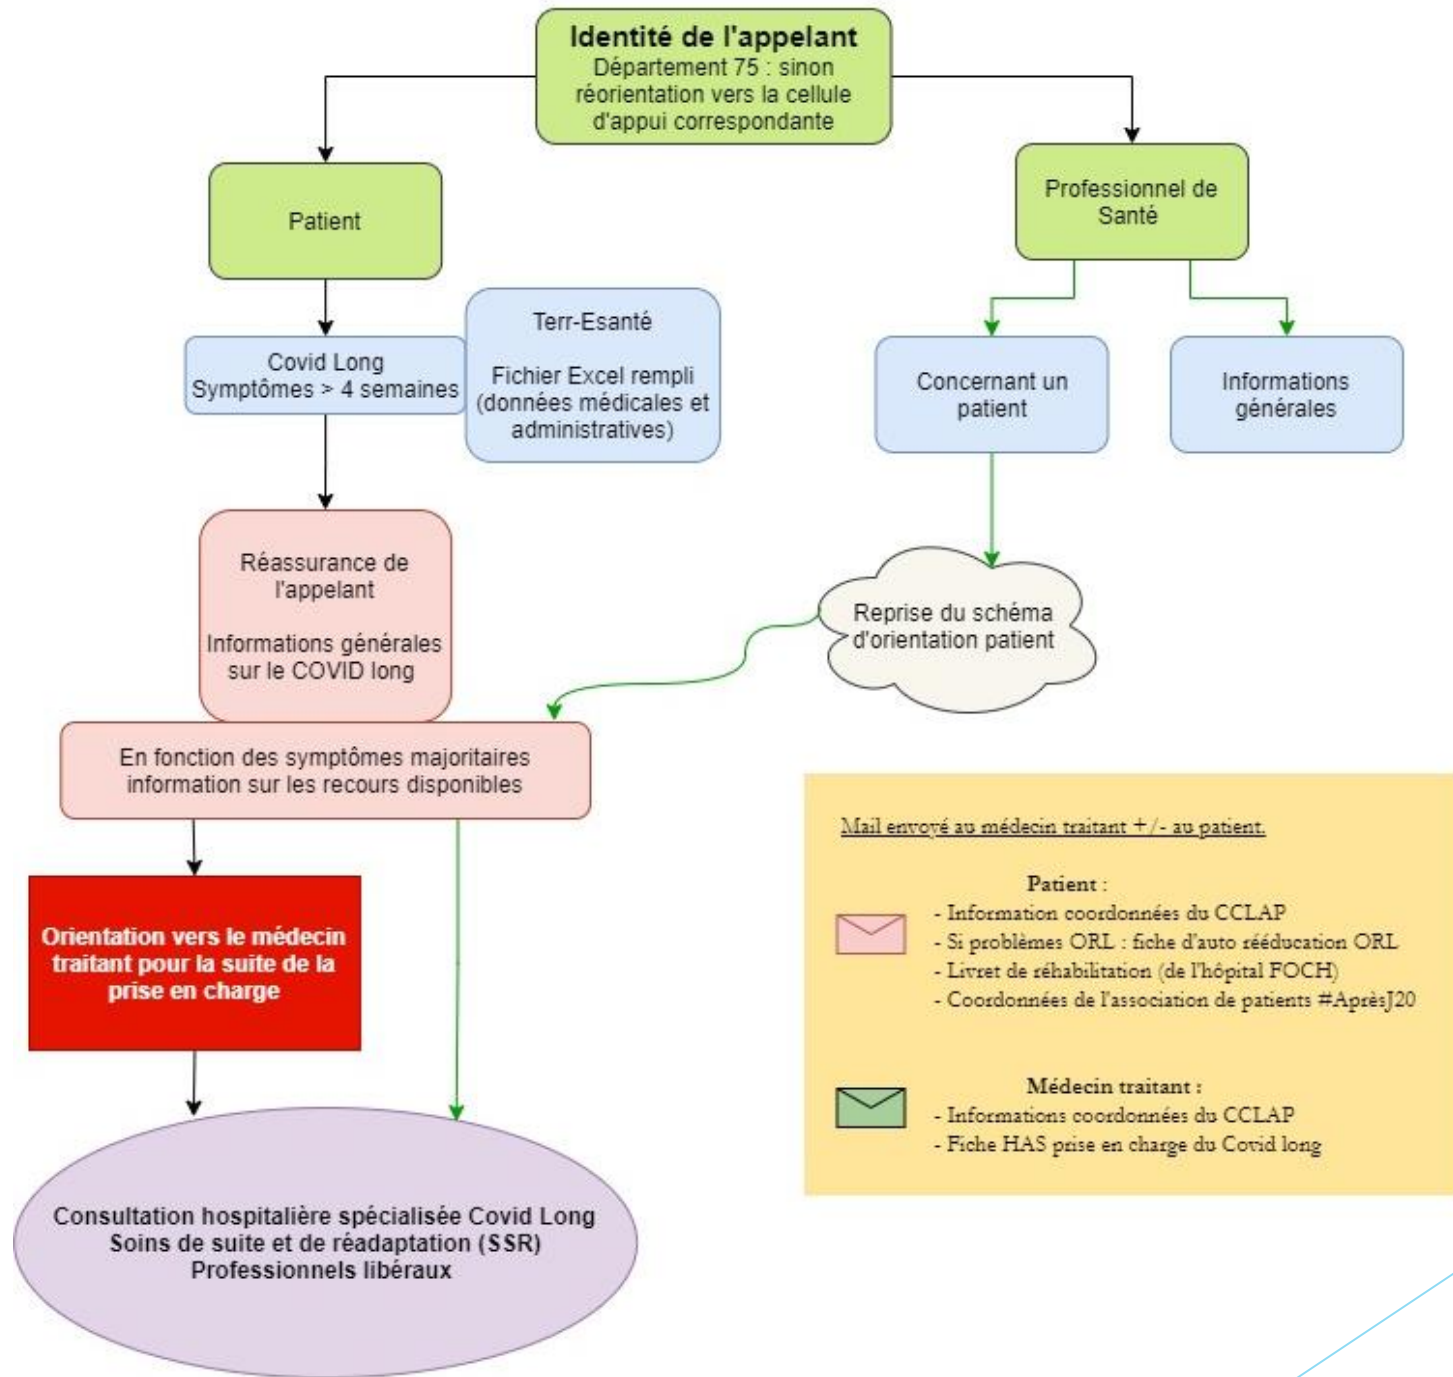 Identité de l'appelant
Département 75 : sinon
réorientation vers la cellule
d'appui correspondante
Patient
Professionnel de
Santé
Covid Long
Symptômes > 4 semaines
Terr-Esanté
Fichier Excel rempli
(données médicales et
administratives)
Concernant un
patient
Informations
générales
Réassurance de
l'appelant
Informations générales
sur le COVID long
Reprise du schéma
d'orientation patient
En fonction des symptômes majoritaires
information sur les recours disponibles
Orientation vers le médecin
traitant pour la suite de la
prise en charge
Consultation hospitalière spécialisée Covid Long
Soins de suite et de réadaptation (SSR)
Professionnels libéraux
Mail envoyé au médecin traitant +/- au patient.
Patient :
- Information coordonnées du CCLAP
- Si problèmes ORL : fiche d'auto rééducation ORL
- Livret de réhabilitation (de l'hôpital FOCH)
- Coordonnées de l'association de patients #AprèsJ20
Médecin traitant :
- Informations coordonnées du CCLAP
- Fiche HAS prise en charge du Covid long